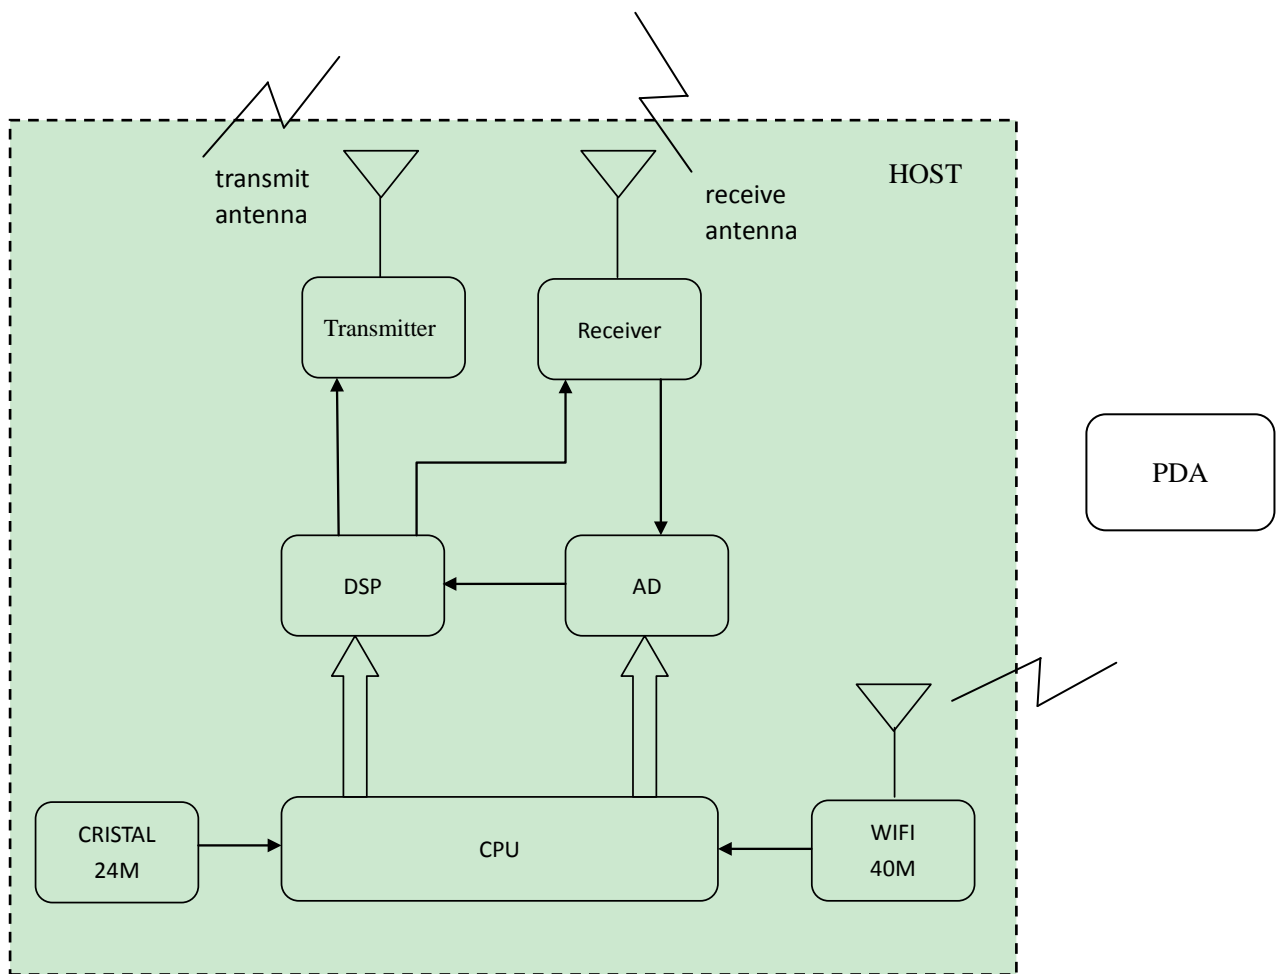 HOST
transmit
antenna
receive
antenna
Transmitter
Receiver
PDA
DSP
AD
CRISTAL
24M
CPU
WIFI
40M